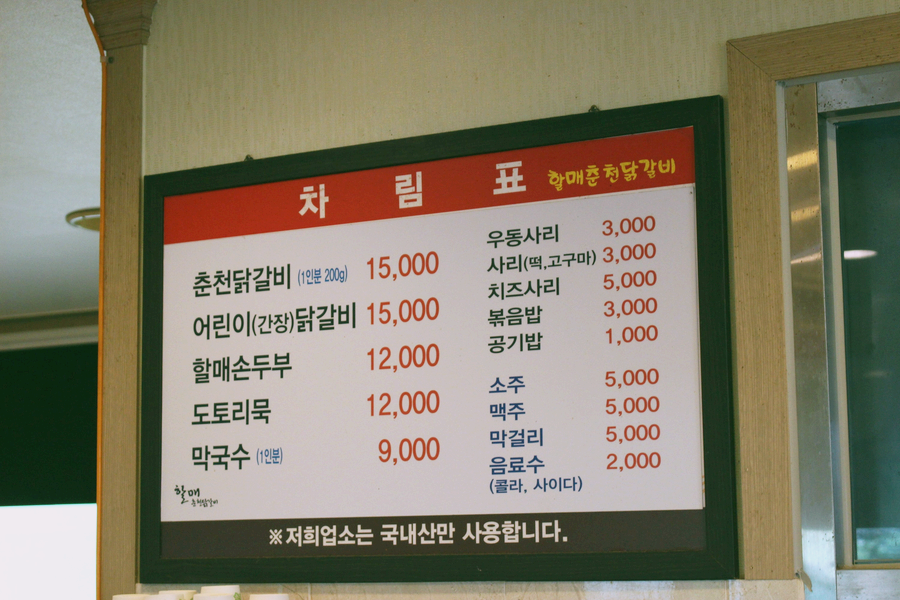 차 림 표 할매춘천닭갈비
춘천닭갈비 (1인분 200g) 15,000
어린이(간장)닭갈비 15,000
할매손두부 12,000
도토리묵 12,000
막국수 (1인분) 9,000
우동사리 3,000
사리(떡,고구마) 3,000
치즈사리 5,000
볶음밥 3,000
공기밥 1,000
소주 5,000
맥주 5,000
막걸리 5,000
음료수 2,000
(콜라, 사이다)
할매
춘천닭갈비
※저희업소는 국내산만 사용합니다.